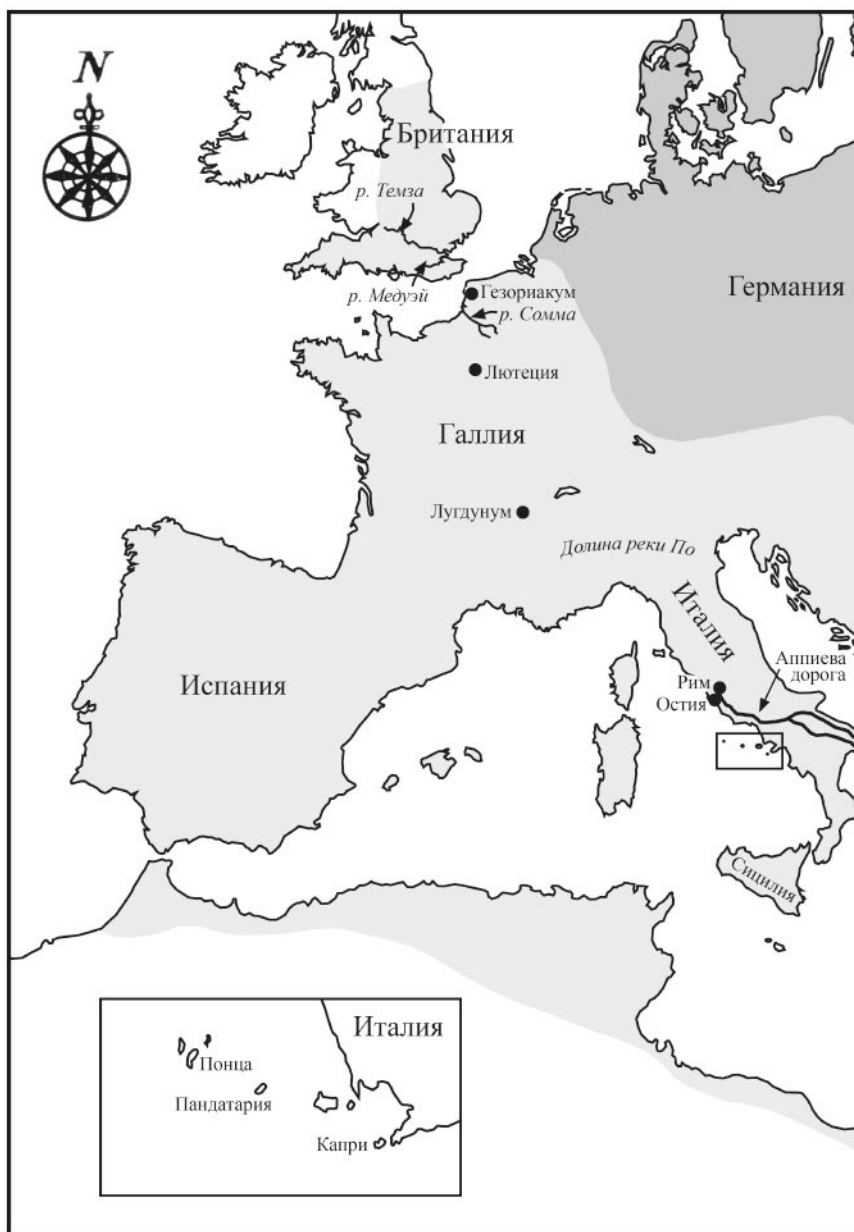 N
Британия
р. Темза
р. Медуэй
Гезориакум
р. Сомма
Германия
Лютеция
Галлия
Лугдунум
Долина реки По
Италия
Испания
Аппиева
дорога
Рим
Остия
Сицилия
Италия
Понца
Пандатария
Капри